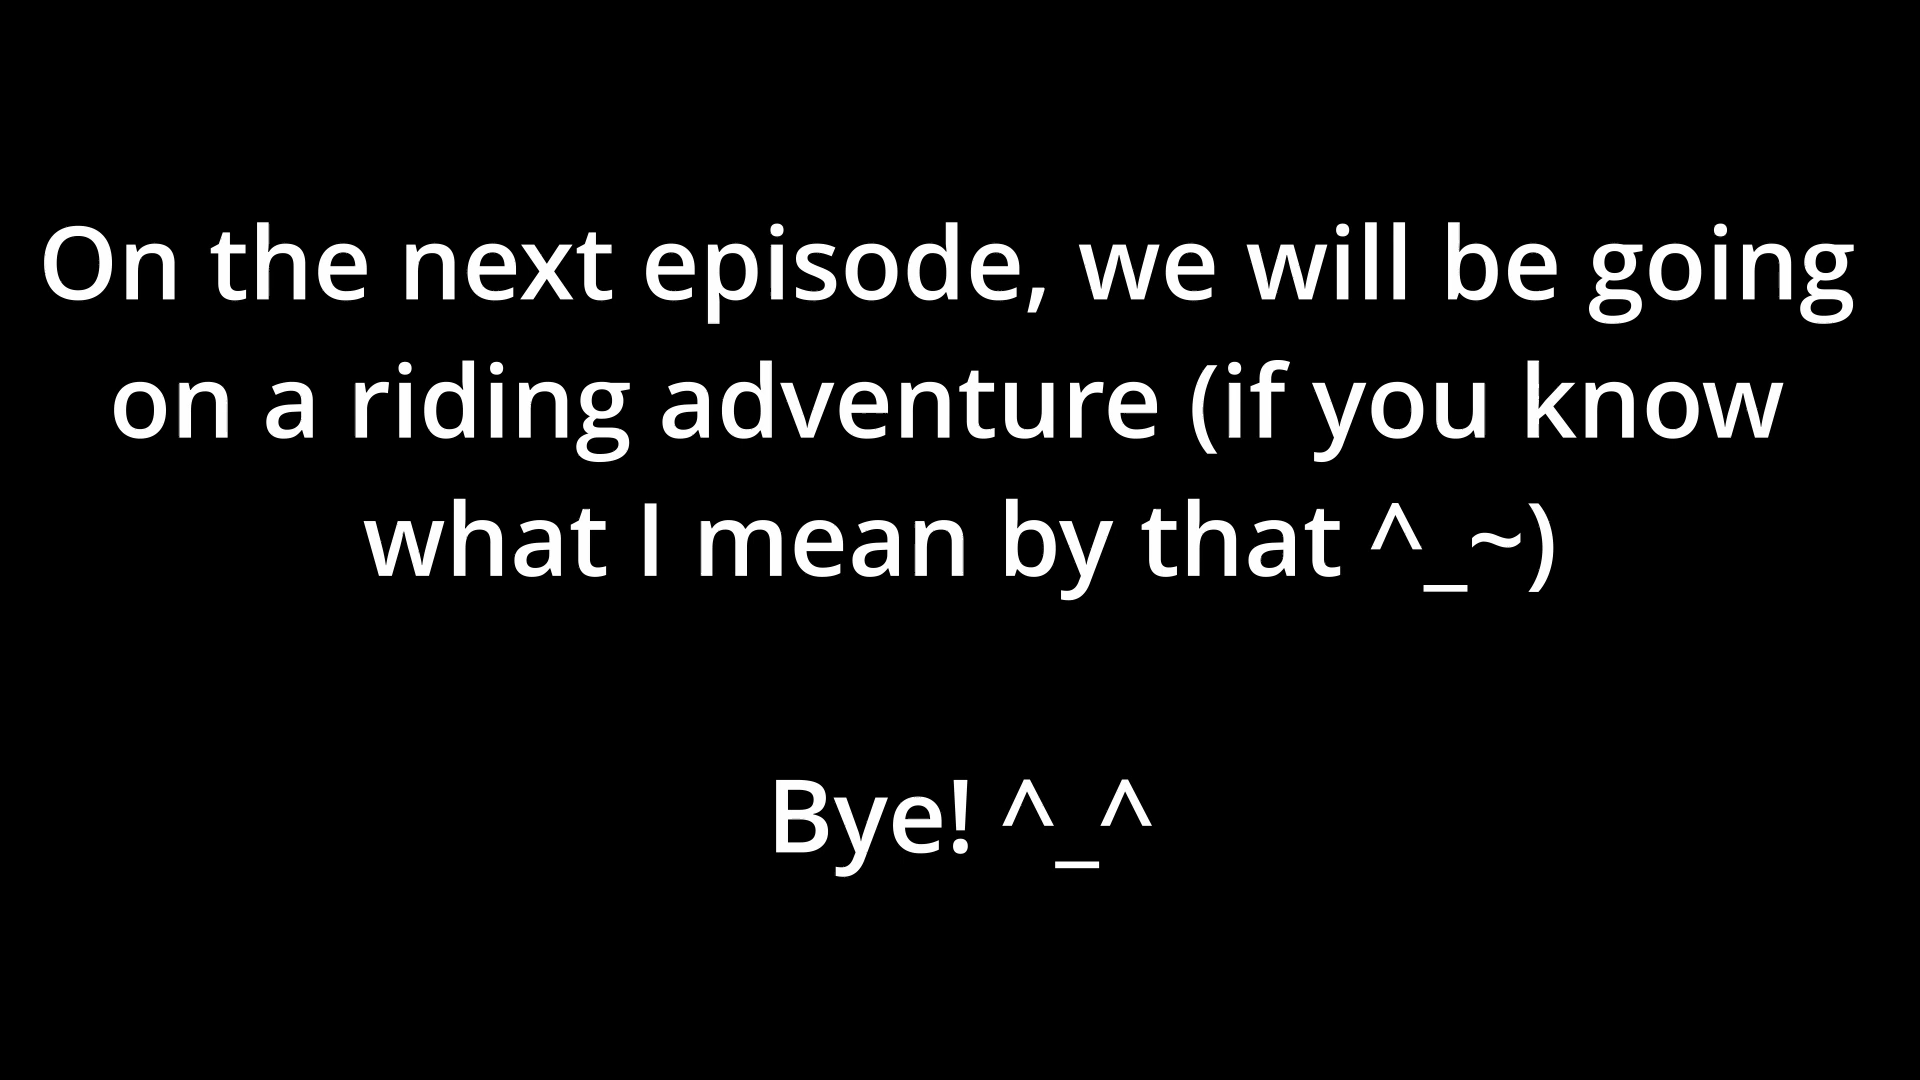 On the next episode, we will be going
on a riding adventure (if you know
what I mean by that ^_~)
Bye! ^_^